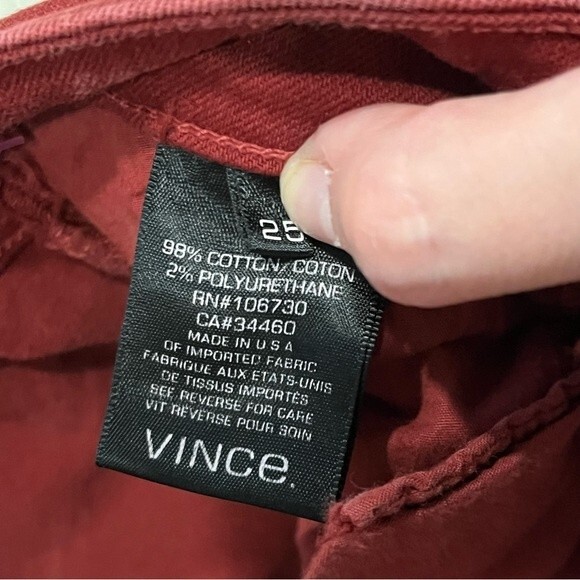 25
98% COTTON/COTON
2% POLYURETHANE
RN#106730
CA#34460
MADE IN U S A
OF IMPORTED FABRIC
FABRIQUE AUX ETATS-UNIS
DE TISSUS IMPORTÉS
SEE REVERSE FOR CARE
VIT REVERSE POUR SOIN
VINCe.